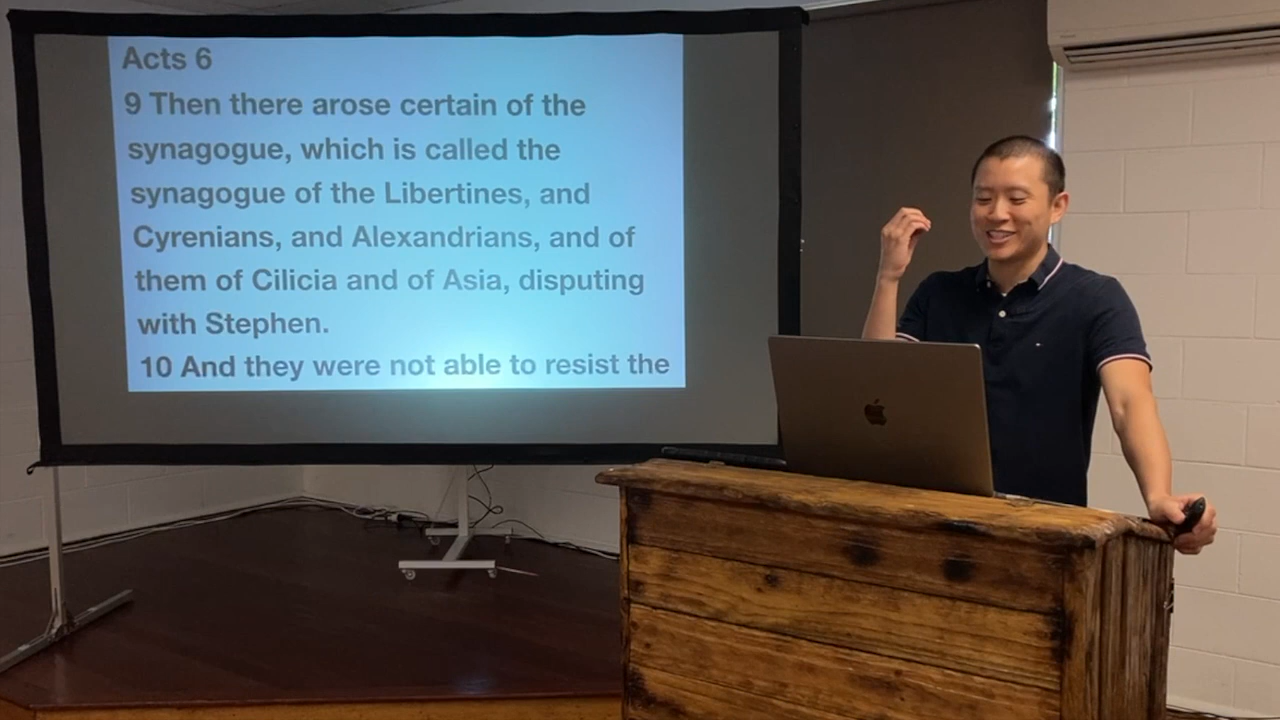 Acts 6
9 Then there arose certain of the
synagogue, which is called the
synagogue of the Libertines, and
Cyrenians, and Alexandrians, and of
them of Cilicia and of Asia, disputing
with Stephen.
10 And they were not able to resist the